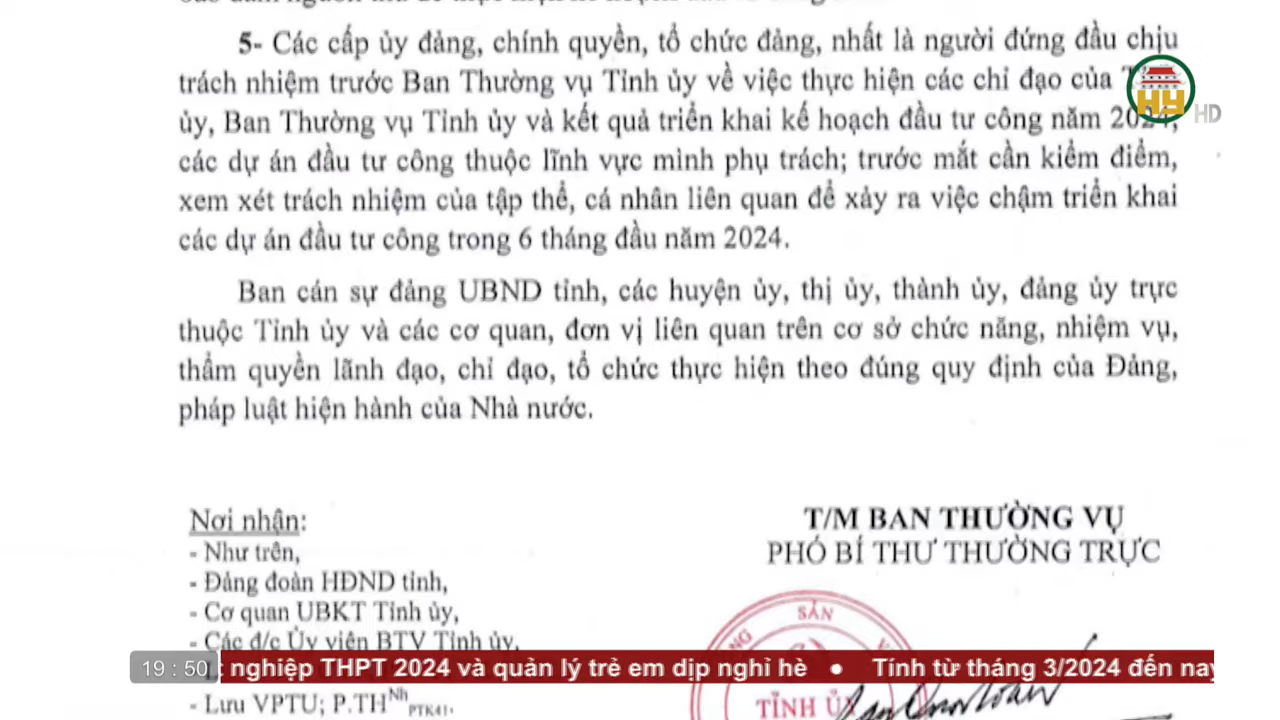 5- Các cấp ủy đảng, chính quyền, tổ chức đảng, nhất là người đứng đầu chịu
trách nhiệm trước Ban Thường vụ Tỉnh ủy về việc thực hiện các chỉ đạo của
ủy, Ban Thường vụ Tỉnh ủy và kết quả triển khai kế hoạch đầu tư công năm 2024,
các dự án đầu tư công thuộc lĩnh vực mình phụ trách; trước mắt cần kiểm điểm,
xem xét trách nhiệm của tập thể, cá nhân liên quan để xảy ra việc chậm triển khai
các dự án đầu tư công trong 6 tháng đầu năm 2024.
HY HD
Ban cán sự đảng UBND tỉnh, các huyện ủy, thị ủy, thành ủy, đảng ủy trực
thuộc Tỉnh ủy và các cơ quan, đơn vị liên quan trên cơ sở chức năng, nhiệm vụ,
thẩm quyền lãnh đạo, chỉ đạo, tổ chức thực hiện theo đúng quy định của Đảng,
pháp luật hiện hành của Nhà nước.
Nơi nhận:
- Như trên,
- Đảng đoàn HĐND tỉnh,
- Cơ quan UBKT Tỉnh ủy,
- Các đ/c Ủy viên BTV Tỉnh ủy,
- Lưu VPTU; P.TH Nh PTK41.
T/M BAN THƯỜNG VỤ
PHÓ BÍ THƯ THƯỜNG TRỰC
SẢN
TỈNH ỦY
19 : 50
nghiệp THPT 2024 và quản lý trẻ em dịp nghỉ hè ● Tính từ tháng 3/2024 đến nay